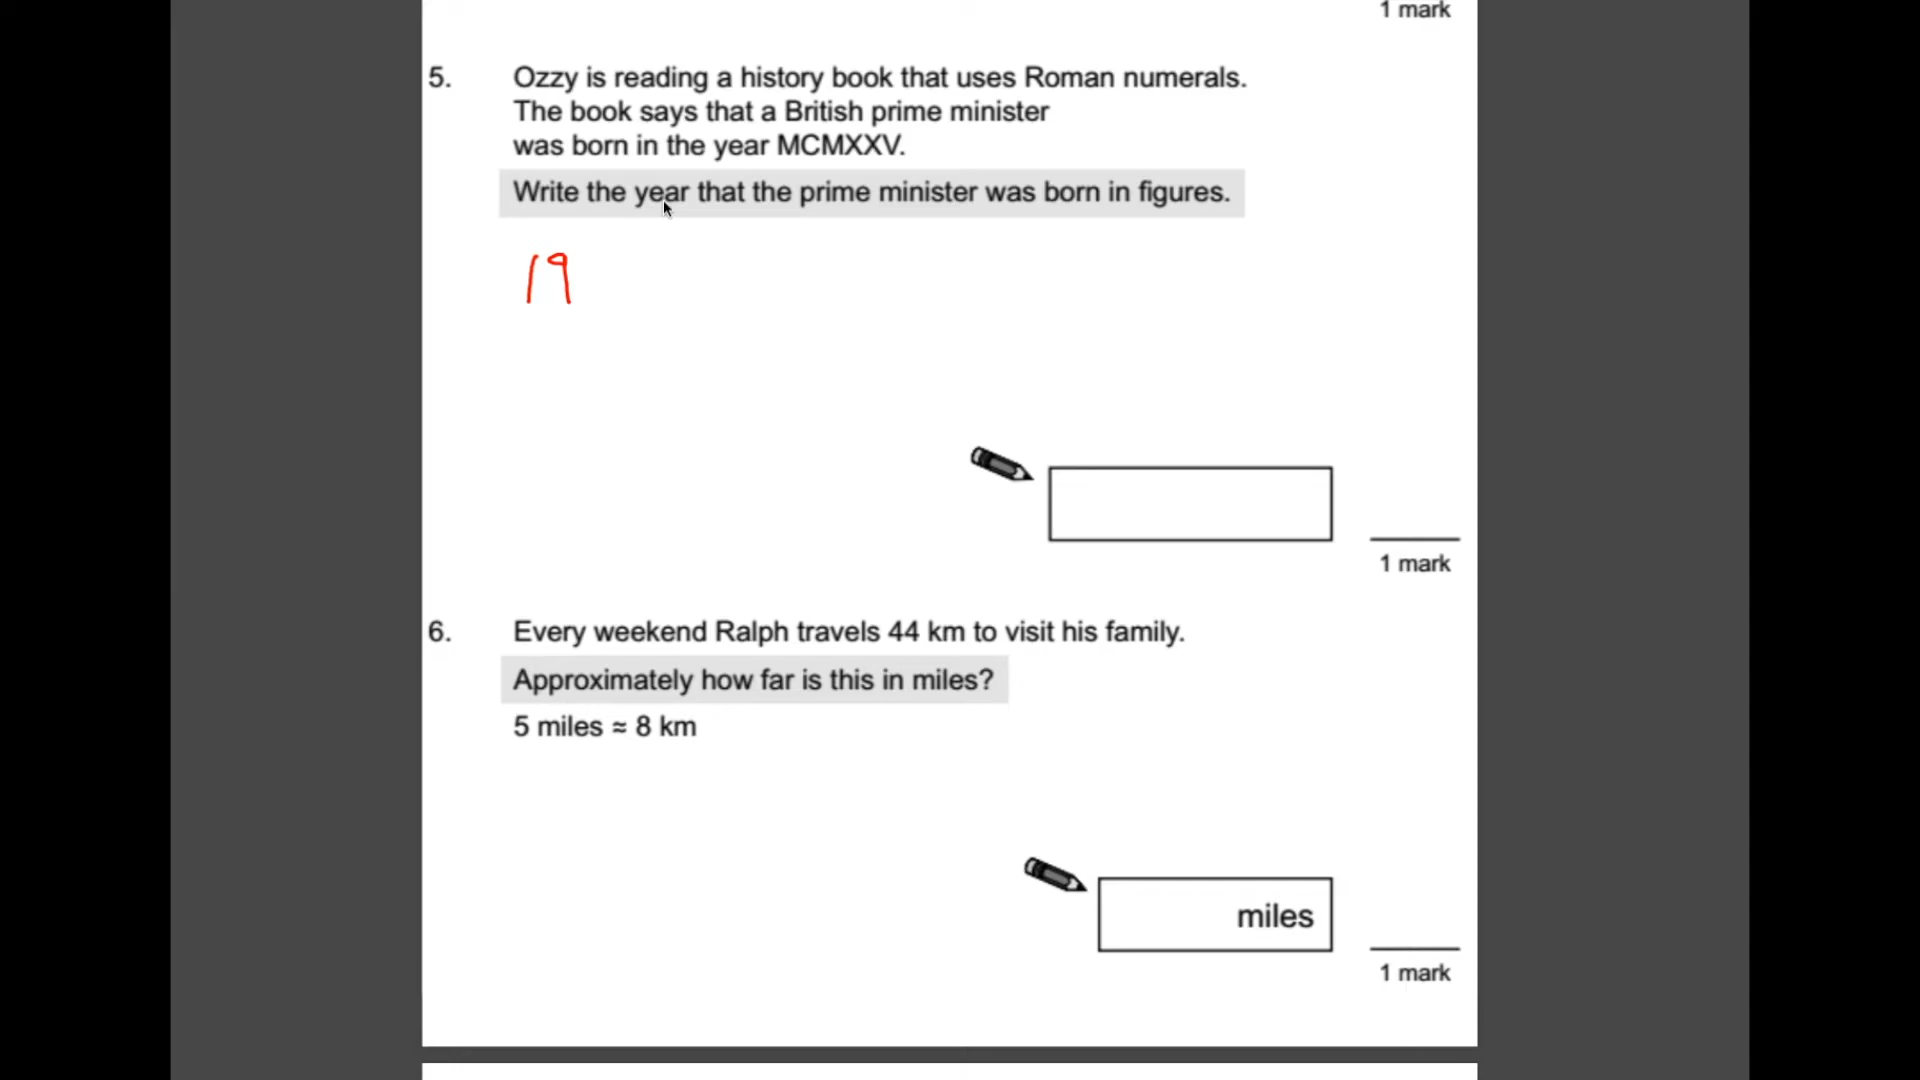 1 mark
5. Ozzy is reading a history book that uses Roman numerals.
The book says that a British prime minister
was born in the year MCMXXV.
Write the year that the prime minister was born in figures.
19
1 mark
6. Every weekend Ralph travels 44 km to visit his family.
Approximately how far is this in miles?
5 miles ≈ 8 km
miles
1 mark